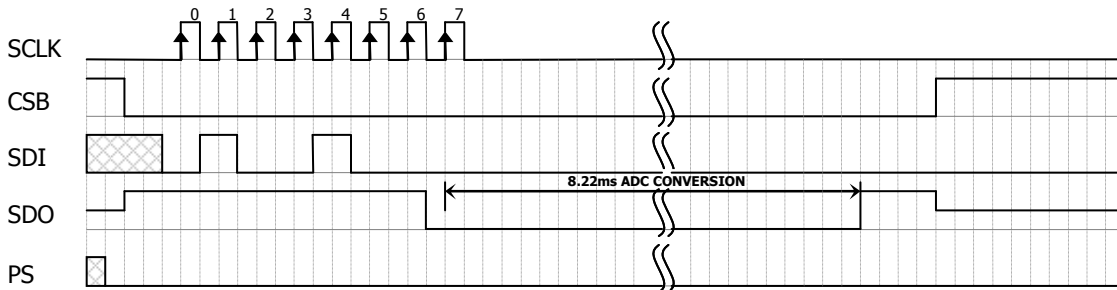 0 1 2 3 4 5 6 7
SCLK
CSB
SDI
8.22ms ADC CONVERSION
SDO
PS